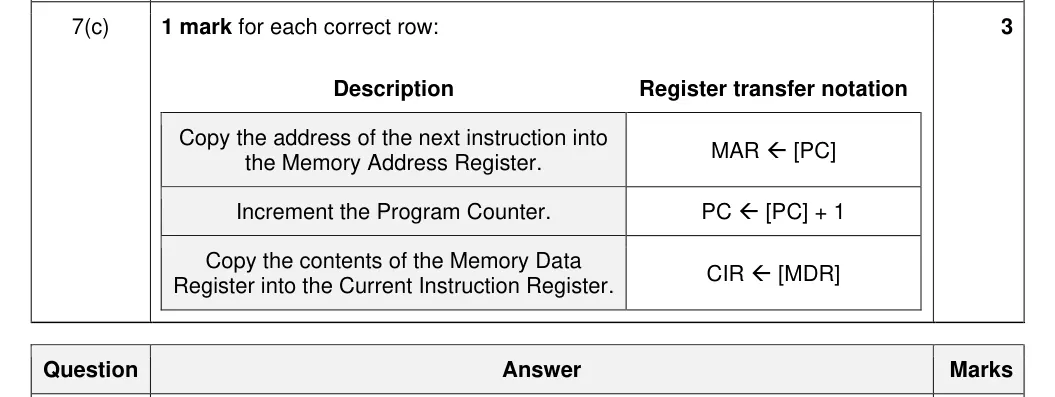 7(c) 1 mark for each correct row: 3
Description Register transfer notation
Copy the address of the next instruction into
the Memory Address Register.
MAR ← [PC]
Increment the Program Counter.
PC ← [PC] + 1
Copy the contents of the Memory Data
Register into the Current Instruction Register.
CIR ← [MDR]
Question Answer Marks